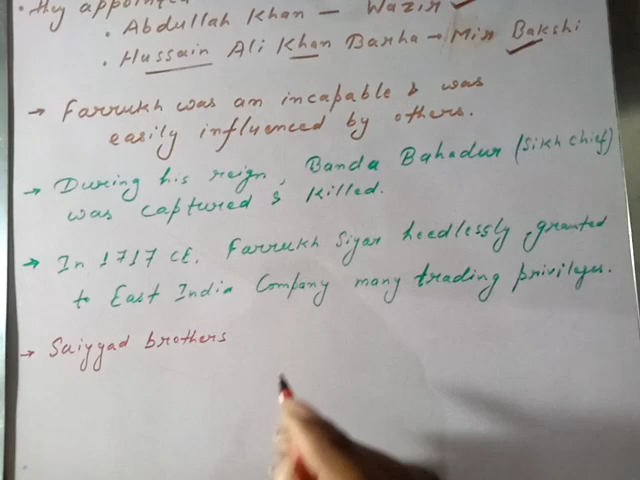 • They appointed
• Abdullah Khan – Wazir
• Hussain Ali Khan Barha → Mir Bakshi
→ Farrukh was an incapable & was
easily influenced by others.
→ During his reign, Banda Bahadur (Sikh chief)
was captured & killed.
→ In 1717 CE, Farrukh Siyar heedlessly granted
to East India Company many trading privileges.
→ Saiyyad brothers